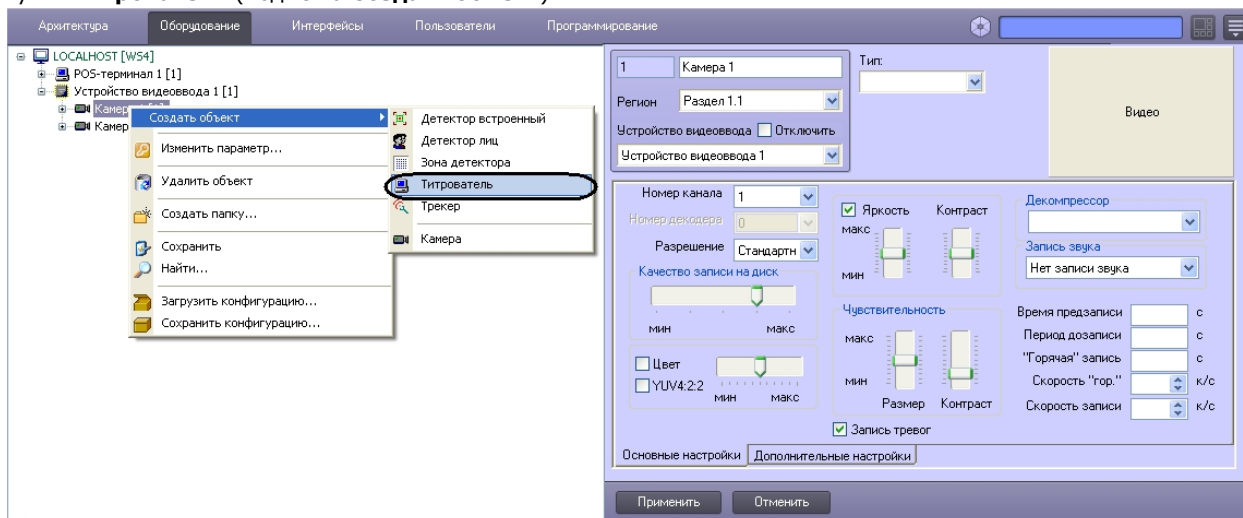 Архитектура Оборудование Интерфейсы Пользователи Программирование
LOCALHOST [WS4]
POS-терминал 1 [1]
Устройство видеоввода 1 [1]
Камер
Камер
Создать объект
Изменить параметр...
Удалить объект
Создать папку...
Сохранить
Найти...
Загрузить конфигурацию...
Сохранить конфигурацию...
Детектор встроенный
Детектор лиц
Зона детектора
Титрователь
Трекер
Камера
1 Камера 1
Тип:
Регион Раздел 1.1
Устройство видеоввода Отключить
Устройство видеоввода 1
Видео
Номер канала 1
Номер декодера 0
Разрешение Стандартн
Качество записи на диск
мин макс
Цвет
YUV4:2:2
мин макс
Яркость Контраст
макс
мин
Чувствительность
макс
мин
Размер Контраст
Запись тревог
Декомпрессор
Запись звука
Нет записи звука
Время предзаписи с
Период дозаписи с
"Горячая" запись с
Скорость "гор." к/с
Скорость записи к/с
Основные настройки Дополнительные настройки
Применить Отменить